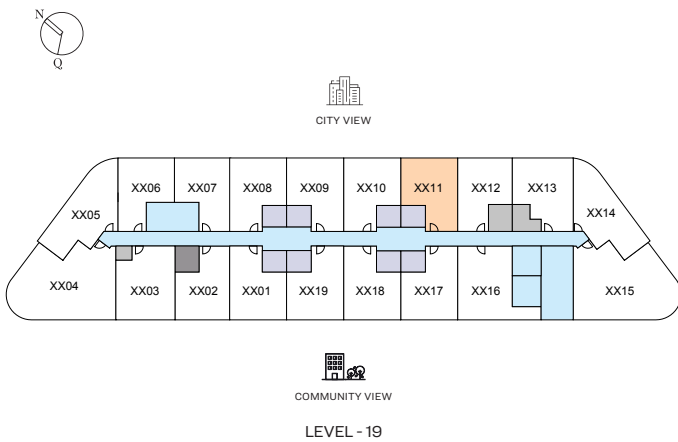 N
Q
CITY VIEW
XX06 XX07 XX08 XX09 XX10 XX11 XX12 XX13
XX05 XX14
XX04 XX15
XX03 XX02 XX01 XX19 XX18 XX17 XX16
COMMUNITY VIEW
LEVEL - 19